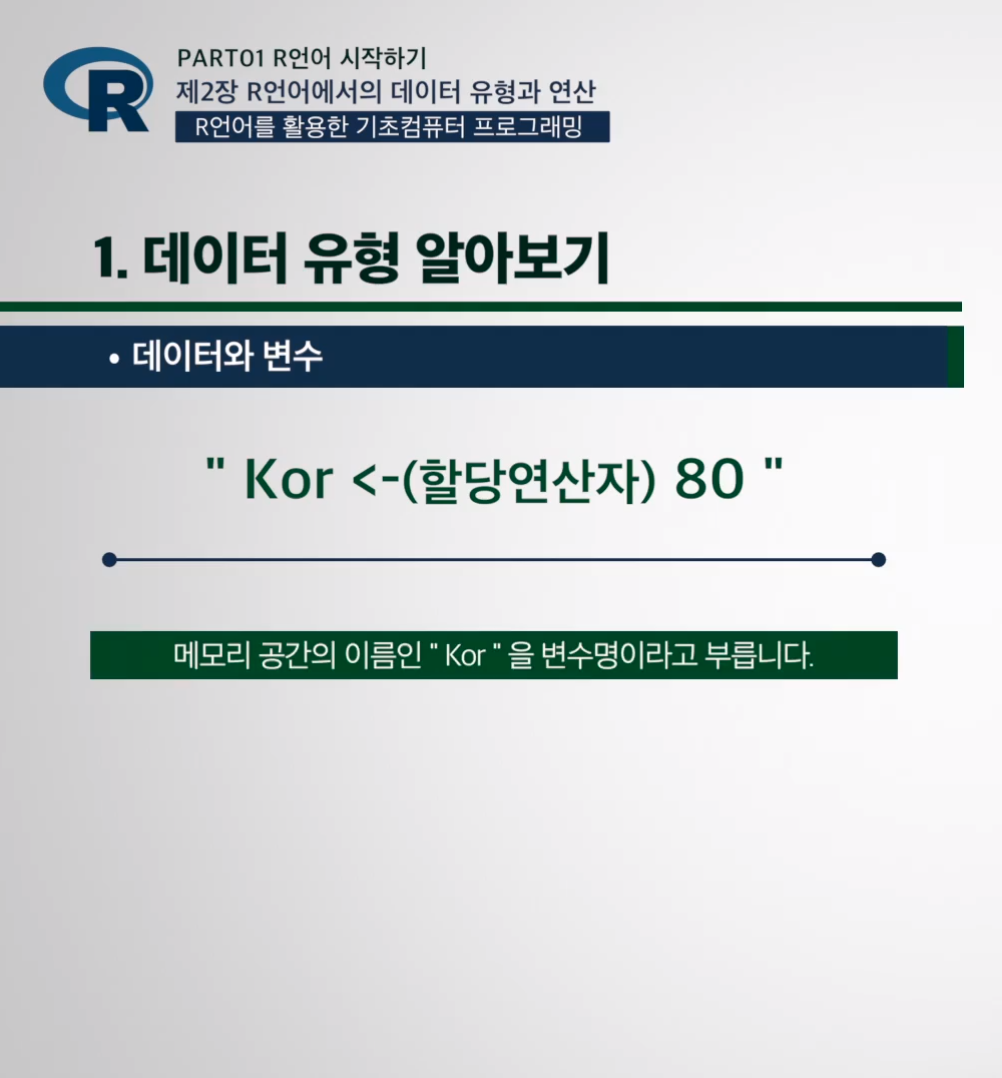 R
PART01 R언어 시작하기
제2장 R언어에서의 데이터 유형과 연산
R언어를 활용한 기초컴퓨터 프로그래밍
1. 데이터 유형 알아보기
• 데이터와 변수
" Kor <-(할당연산자) 80 "
메모리 공간의 이름인 " Kor " 을 변수명이라고 부릅니다.